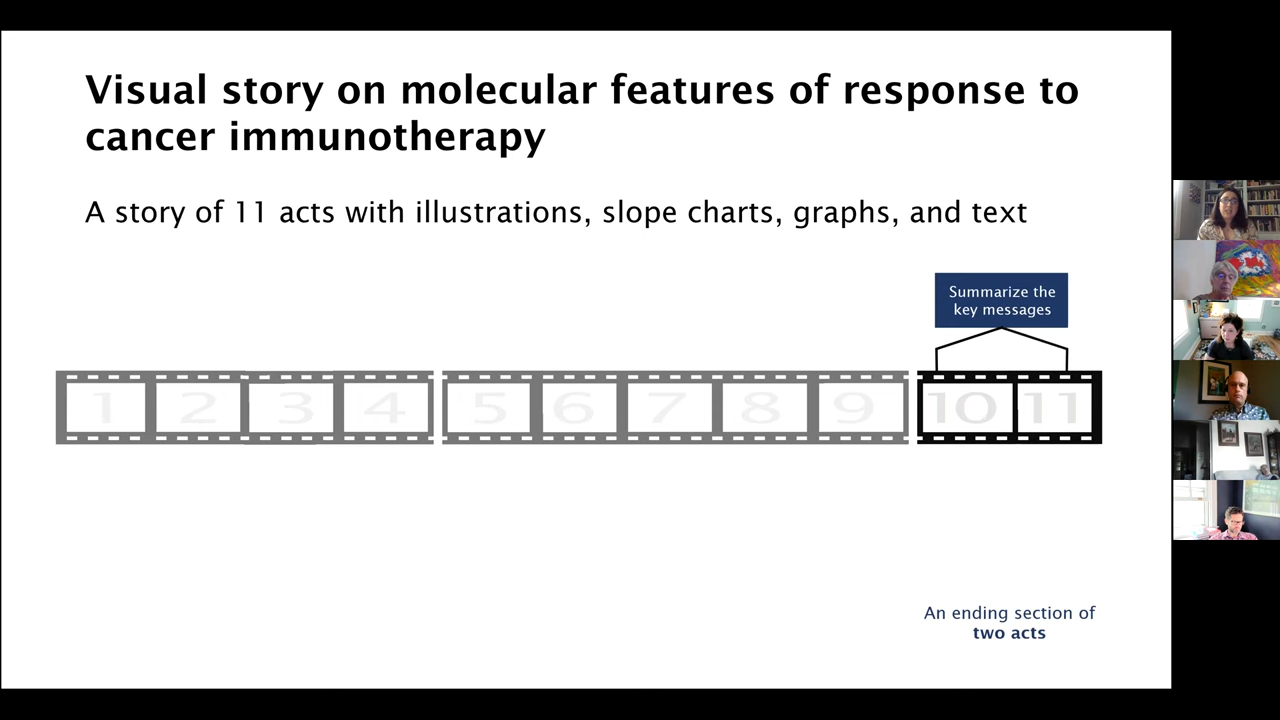 Visual story on molecular features of response to
cancer immunotherapy
A story of 11 acts with illustrations, slope charts, graphs, and text
Summarize the
key messages
1 2 3 4 5 6 7 8 9 10 11
An ending section of
two acts